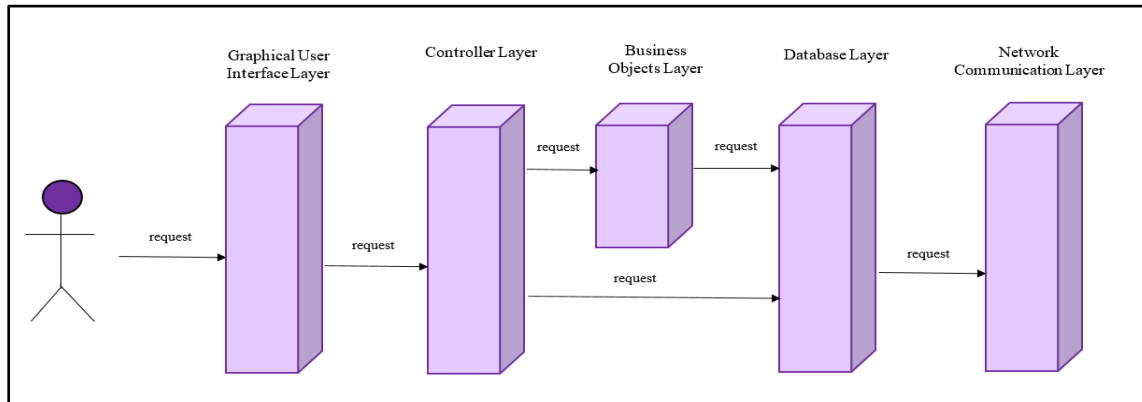 Graphical User
Interface Layer
Controller Layer
Business
Objects Layer
Database Layer
Network
Communication Layer
request
request
request
request
request
request